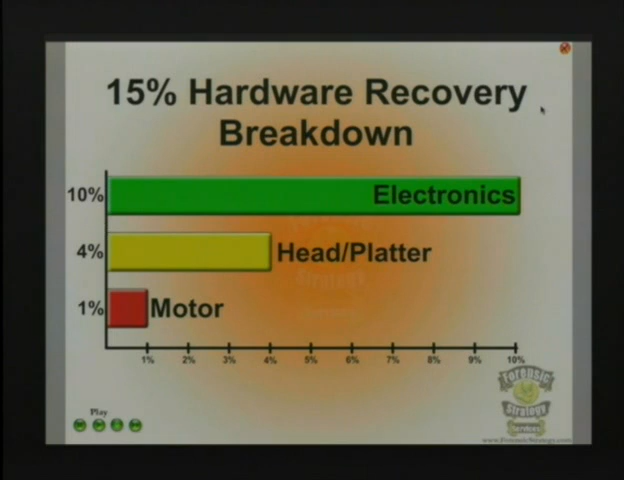 15% Hardware Recovery
Breakdown
10%
Electronics
4%
Head/Platter
1%
Motor
1% 2% 3% 4% 5% 6% 7% 8% 9% 10%
Play
Forensic
Strategy
Services
www.ForensicStrategy.com